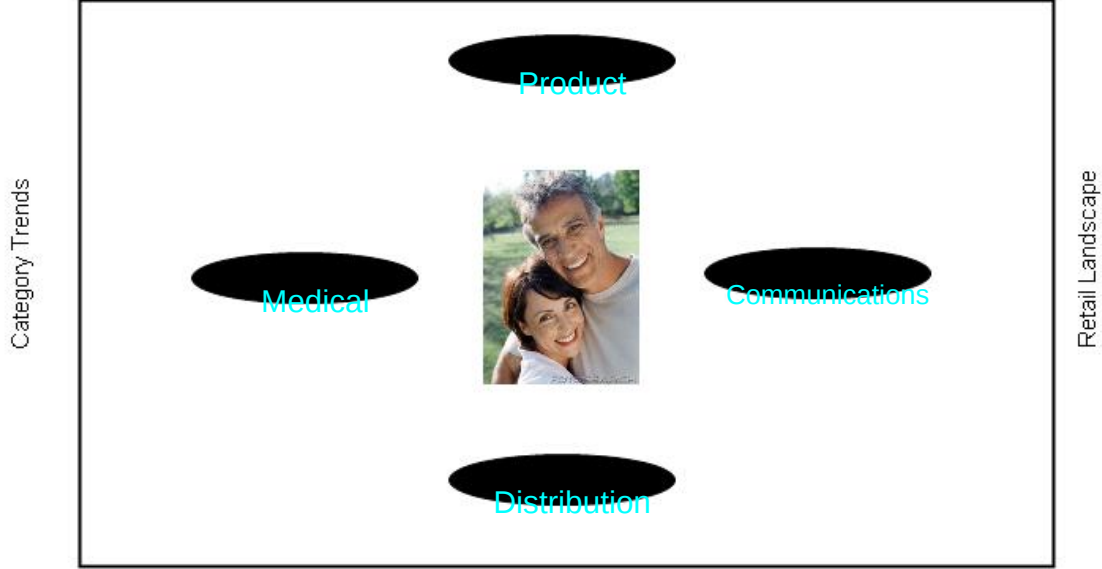 Product
Category Trends
Medical
Communications
Retail Landscape
Distribution